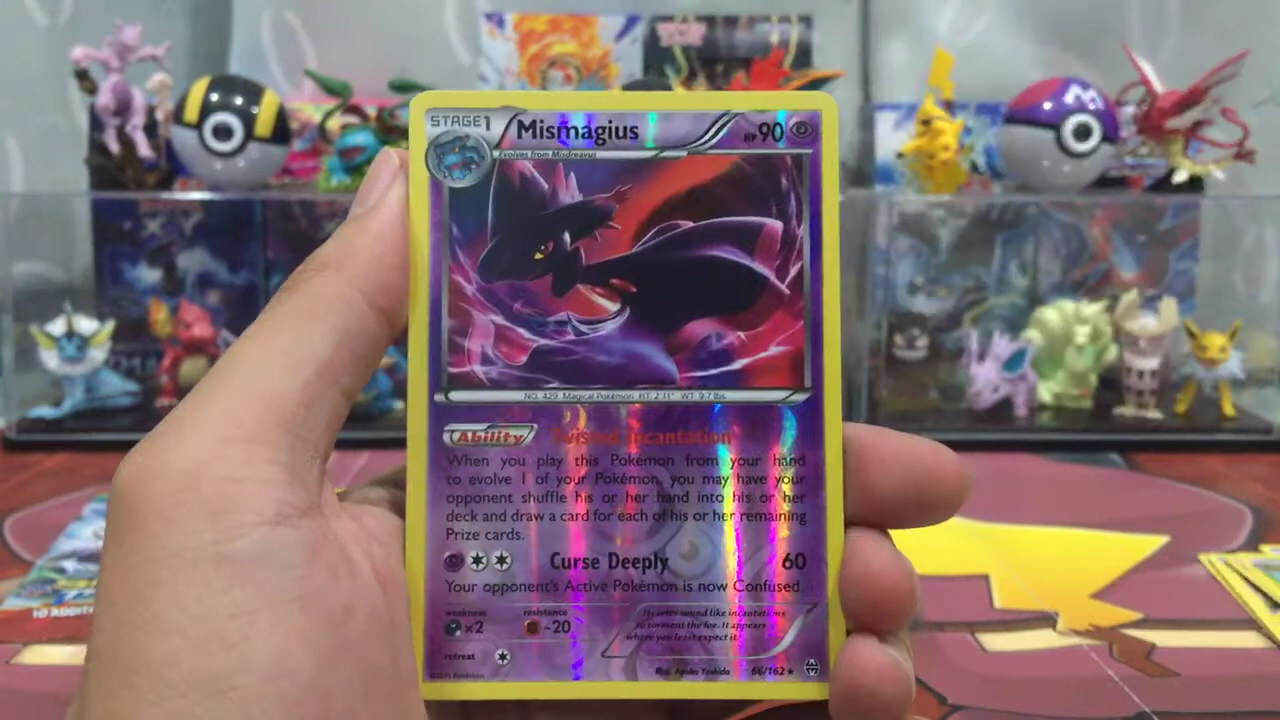 STAGE1
Mismagius
HP90
Evolves from Misdreavus
NO. 429 Magical Pokémon HT: 2'11" WT: 9.7 lbs.
Ability Twisted Incantation
When you play this Pokémon from your hand
to evolve 1 of your Pokémon, you may have your
opponent shuffle his or her hand into his or her
deck and draw a card for each of his or her remaining
Prize cards.
Curse Deeply 60
Your opponent's Active Pokémon is now Confused.
weakness resistance
×2 -20
Its cries sound like incantations
to torment the foe. It appears
where you least expect it.
retreat
©2015 Pokémon
Illus. Ayaka Yoshida
66/162★
XY
10 ADDIT